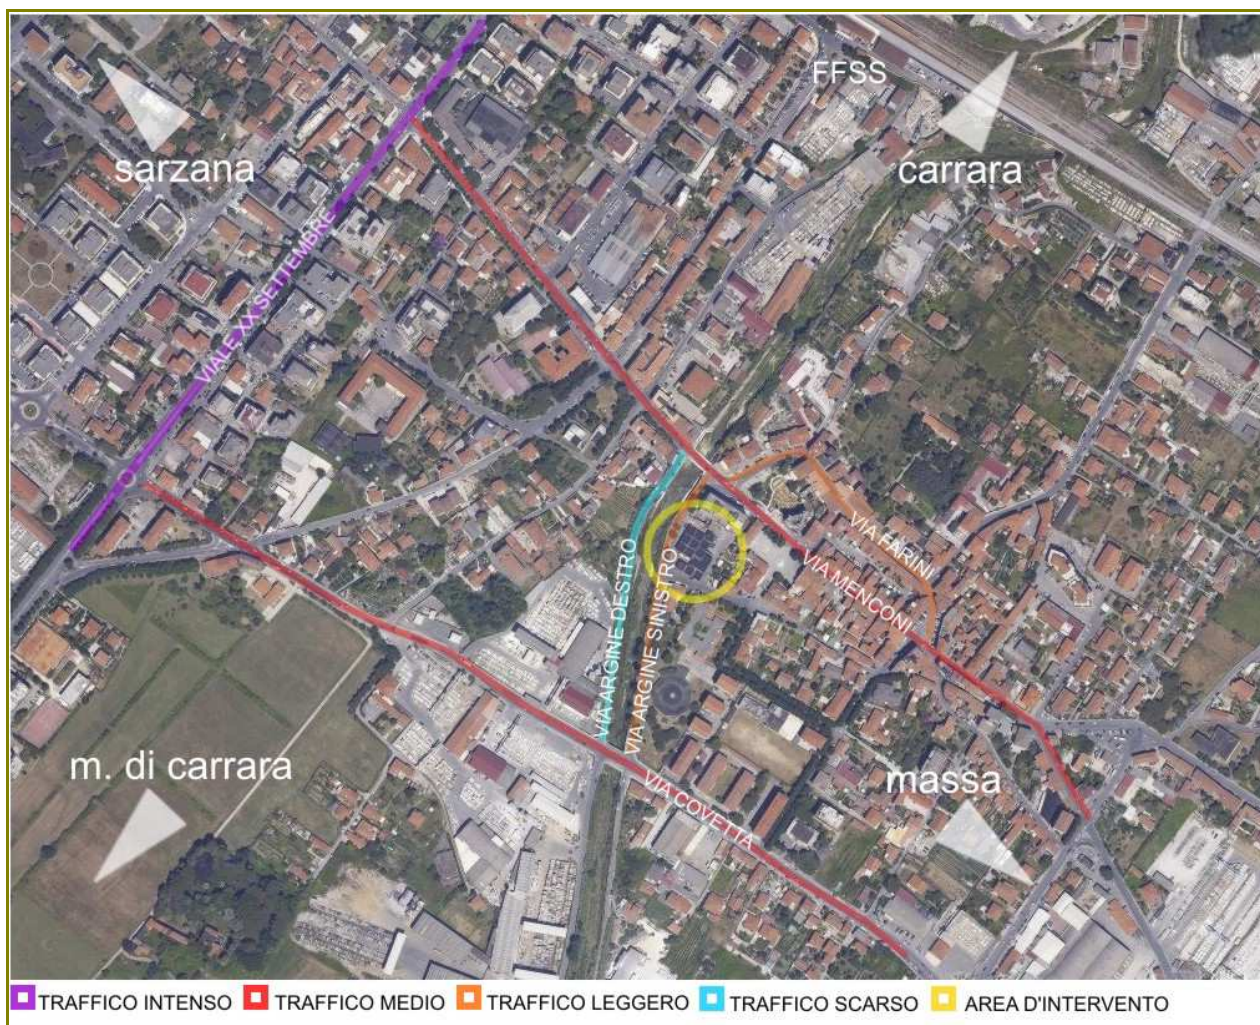 FFSS
sarzana
carrara
VIALE XX SETTEMBRE
VIA FARINI
VIA MENCONI
VIA ARGINE DESTRO
VIA ARGINE SINISTRO
m. di carrara
massa
VIA COVETTA
TRAFFICO INTENSO TRAFFICO MEDIO TRAFFICO LEGGERO TRAFFICO SCARSO AREA D'INTERVENTO